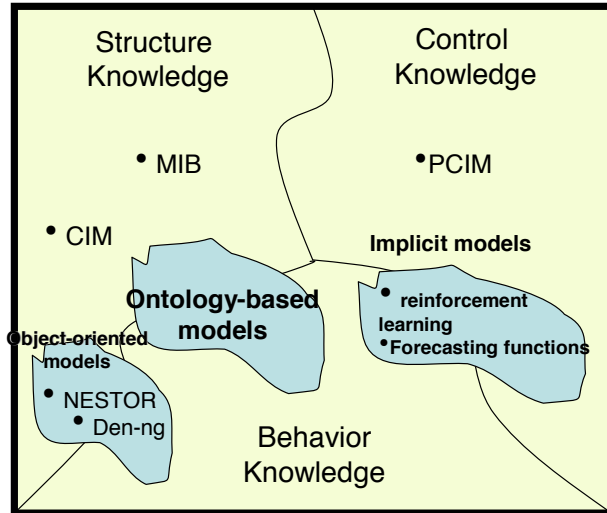 Structure
Knowledge
Control
Knowledge
• MIB
• PCIM
• CIM
Implicit models
Ontology-based
models
• reinforcement
learning
• Forecasting functions
Object-oriented
models
• NESTOR
• Den-ng
Behavior
Knowledge